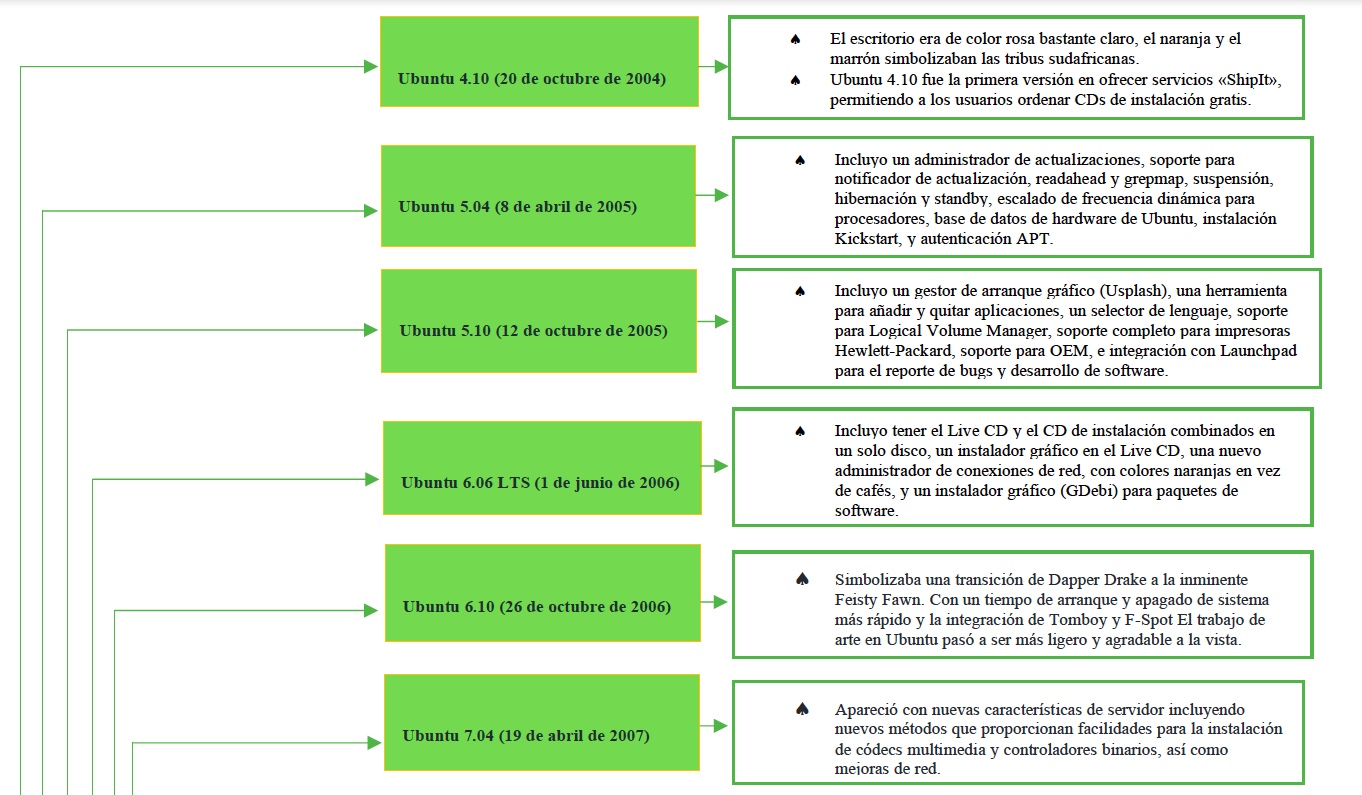 Ubuntu 4.10 (20 de octubre de 2004)
El escritorio era de color rosa bastante claro, el naranja y el
marrón simbolizaban las tribus sudafricanas.
Ubuntu 4.10 fue la primera versión en ofrecer servicios «ShipIt»,
permitiendo a los usuarios ordenar CDs de instalación gratis.
Ubuntu 5.04 (8 de abril de 2005)
Incluyo un administrador de actualizaciones, soporte para
notificador de actualización, readahead y grepmap, suspensión,
hibernación y standby, escalado de frecuencia dinámica para
procesadores, base de datos de hardware de Ubuntu, instalación
Kickstart, y autenticación APT.
Ubuntu 5.10 (12 de octubre de 2005)
Incluyo un gestor de arranque gráfico (Usplash), una herramienta
para añadir y quitar aplicaciones, un selector de lenguaje, soporte
para Logical Volume Manager, soporte completo para impresoras
Hewlett-Packard, soporte para OEM, e integración con Launchpad
para el reporte de bugs y desarrollo de software.
Ubuntu 6.06 LTS (1 de junio de 2006)
Incluyo tener el Live CD y el CD de instalación combinados en
un solo disco, un instalador gráfico en el Live CD, una nuevo
administrador de conexiones de red, con colores naranjas en vez
de cafés, y un instalador gráfico (GDebi) para paquetes de
software.
Ubuntu 6.10 (26 de octubre de 2006)
Simbolizaba una transición de Dapper Drake a la inminente
Feisty Fawn. Con un tiempo de arranque y apagado de sistema
más rápido y la integración de Tomboy y F-Spot El trabajo de
arte en Ubuntu pasó a ser más ligero y agradable a la vista.
Ubuntu 7.04 (19 de abril de 2007)
Apareció con nuevas características de servidor incluyendo
nuevos métodos que proporcionan facilidades para la instalación
de códecs multimedia y controladores binarios, así como
mejoras de red.